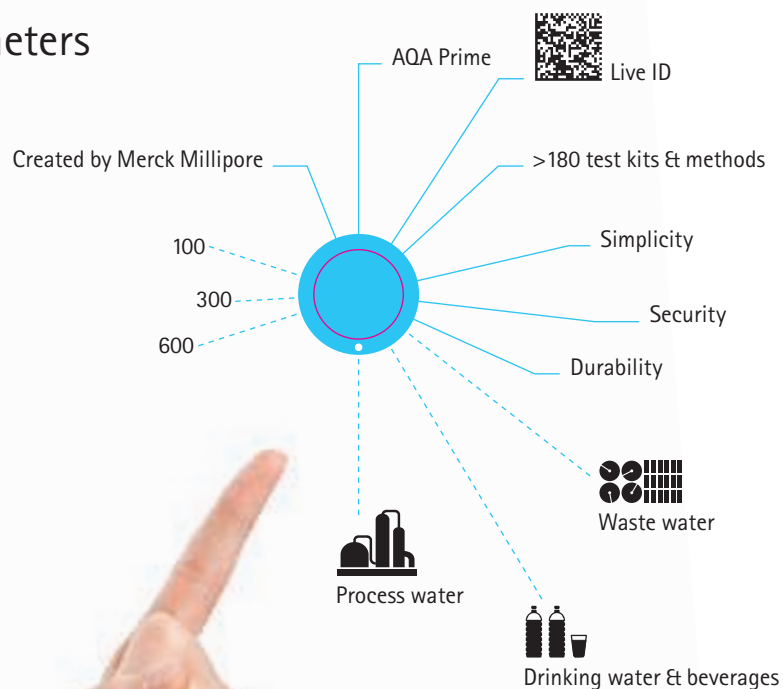 eters
AQA Prime
Live ID
Created by Merck Millipore
>180 test kits & methods
100
Simplicity
300
Security
600
Durability
Waste water
Process water
Drinking water & beverages